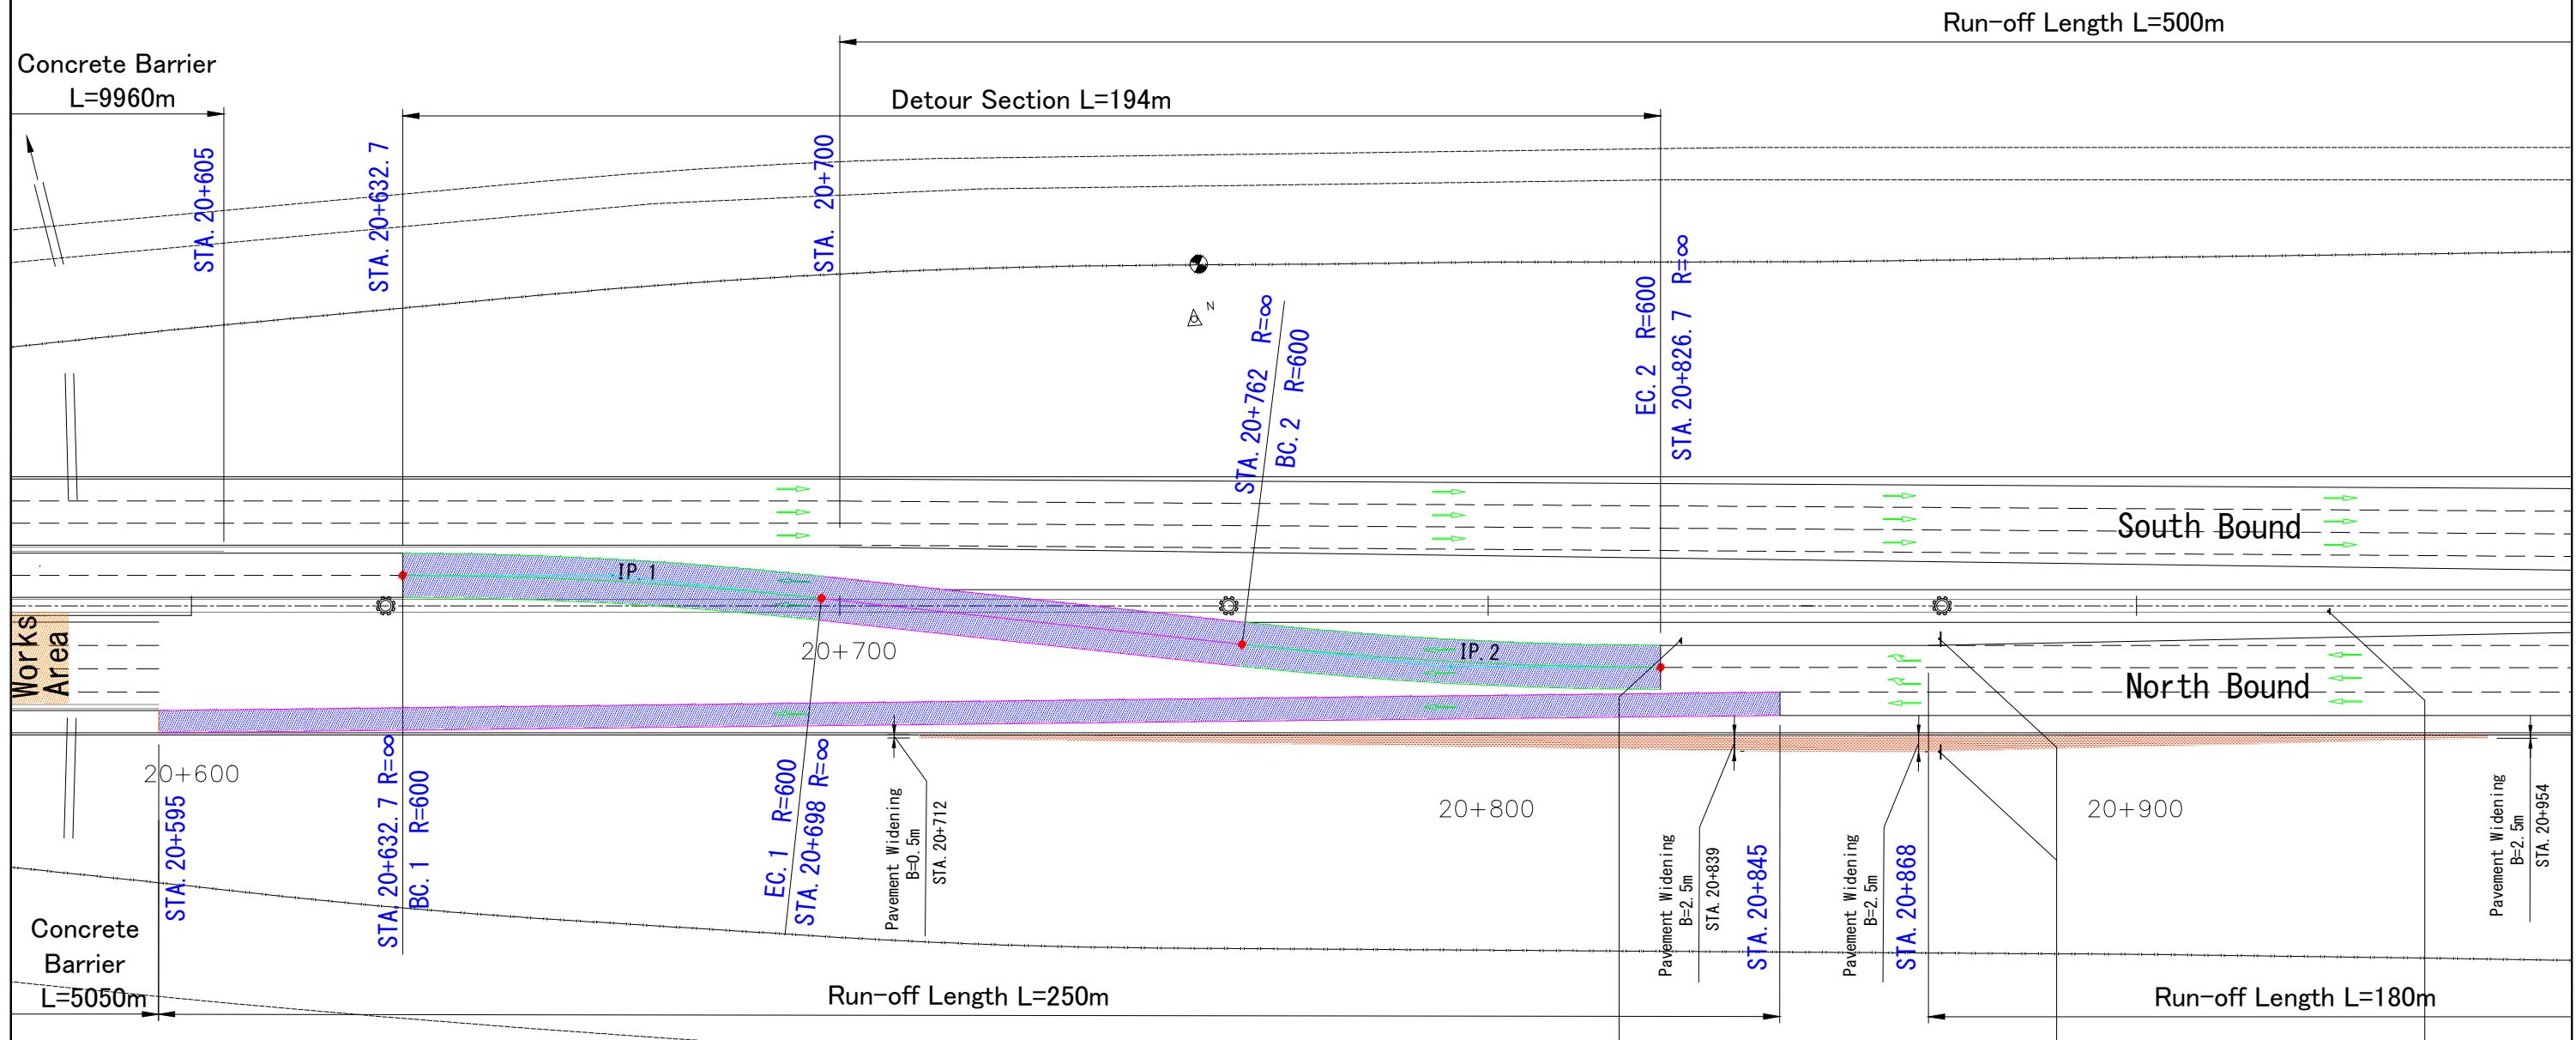 Run-off Length L=500m
Concrete Barrier
L=9960m
Detour Section L=194m
STA. 20+605
STA. 20+632. 7
STA. 20+700
N
STA. 20+762 R=∞
BC. 2 R=600
EC. 2 R=600
STA. 20+826. 7 R=∞
South Bound
IP. 1
Works
Area
20+700
IP. 2
North Bound
20+600
STA. 20+595
STA. 20+632. 7 R=∞
BC. 1 R=600
EC. 1 R=600
STA. 20+698 R=∞
Pavement Widening
B=0. 5m
STA. 20+712
20+800
Pavement Widening
B=2. 5m
STA. 20+839
STA. 20+845
Pavement Widening
B=2. 5m
STA. 20+868
20+900
Pavement Widening
B=2. 5m
STA. 20+954
Concrete
Barrier
L=5050m
Run-off Length L=250m
Run-off Length L=180m